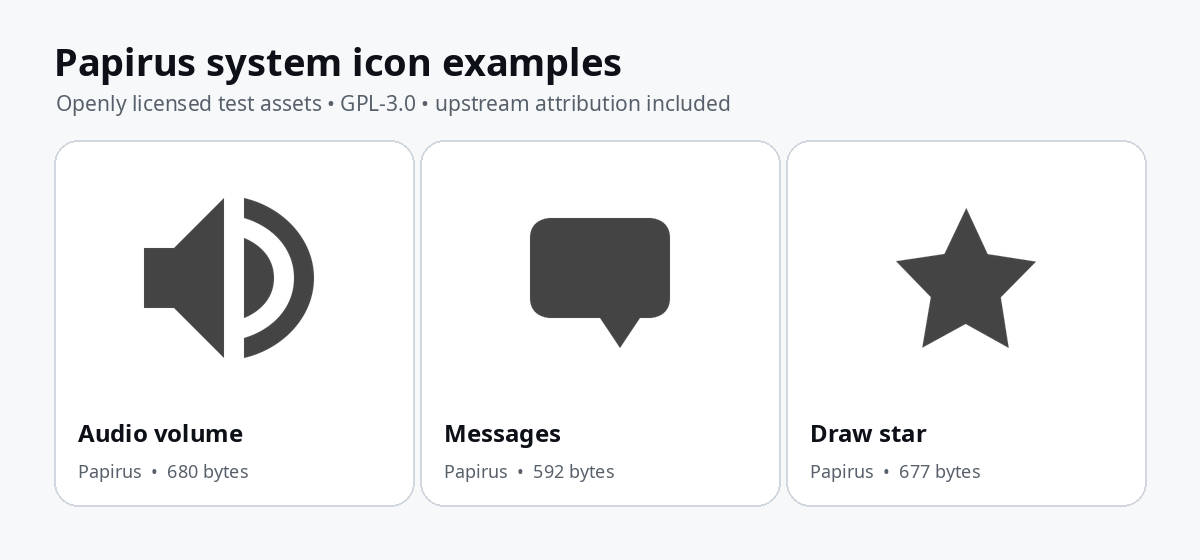 Papirus system icon examples
Openly licensed test assets • GPL-3.0 • upstream attribution included
Audio volume
Papirus • 680 bytes
Messages
Papirus • 592 bytes
Draw star
Papirus • 677 bytes